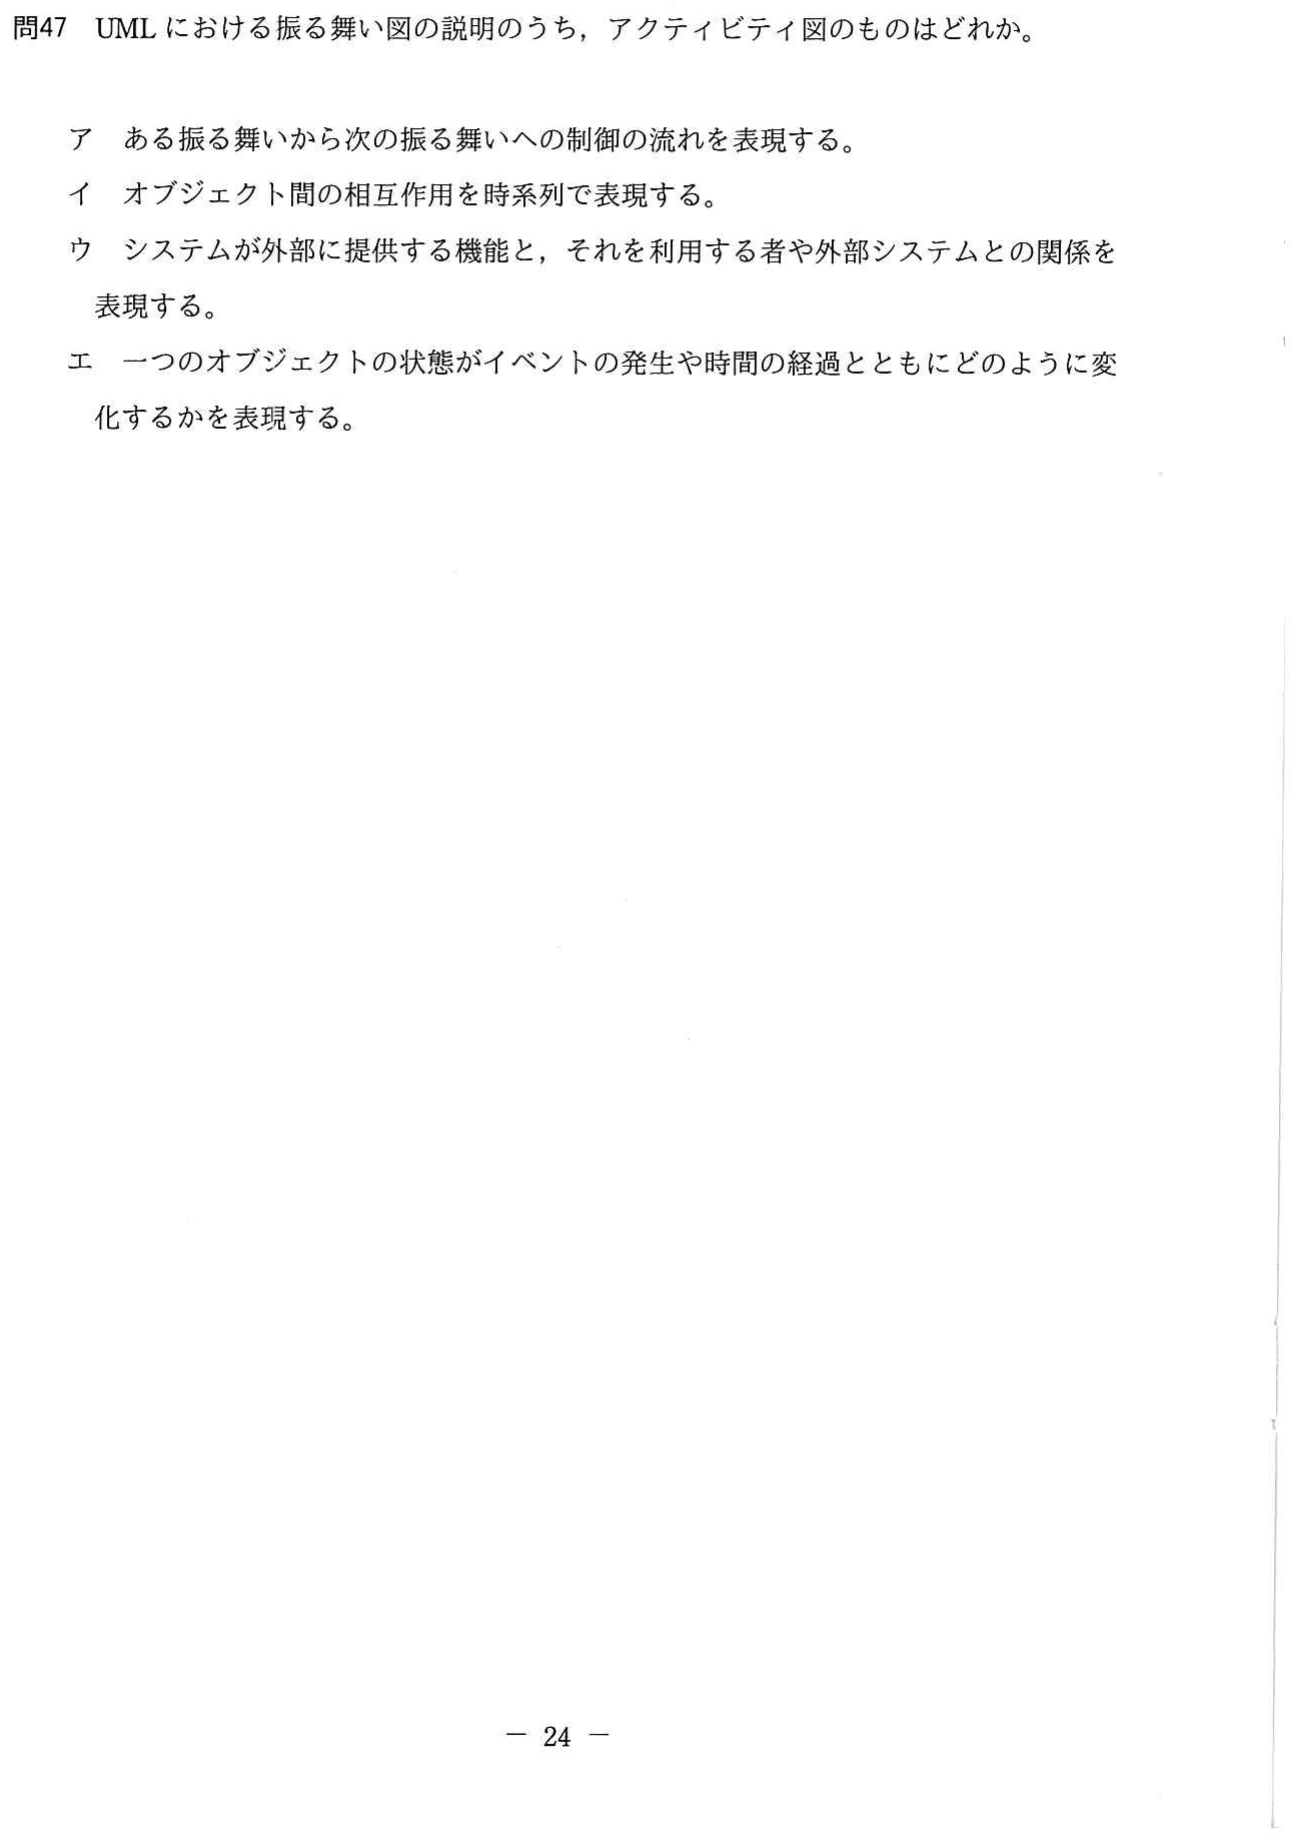 問47 UML における振る舞い図の説明のうち，アクティビティ図のものはどれか。
ア ある振る舞いから次の振る舞いへの制御の流れを表現する。
イ オブジェクト間の相互作用を時系列で表現する。
ウ システムが外部に提供する機能と，それを利用する者や外部システムとの関係を
表現する。
エ 一つのオブジェクトの状態がイベントの発生や時間の経過とともにどのように変
化するかを表現する。
－ 24 －